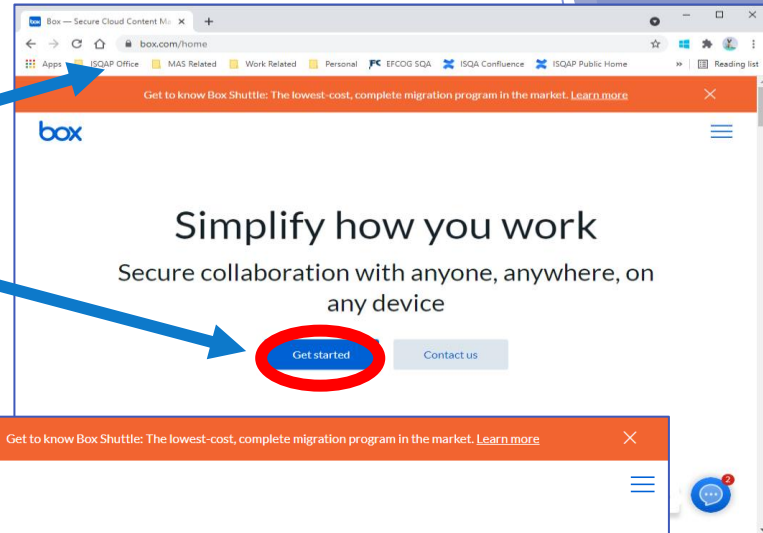 box Box — Secure Cloud Content Ma
box.com/home
Apps ISQAP Office MAS Related Work Related Personal FC EFCOG SQA ISQA Confluence ISQAP Public Home » Reading list
Get to know Box Shuttle: The lowest-cost, complete migration program in the market. Learn more
box
Simplify how you work
Secure collaboration with anyone, anywhere, on
any device
Get started Contact us
Get to know Box Shuttle: The lowest-cost, complete migration program in the market. Learn more
2